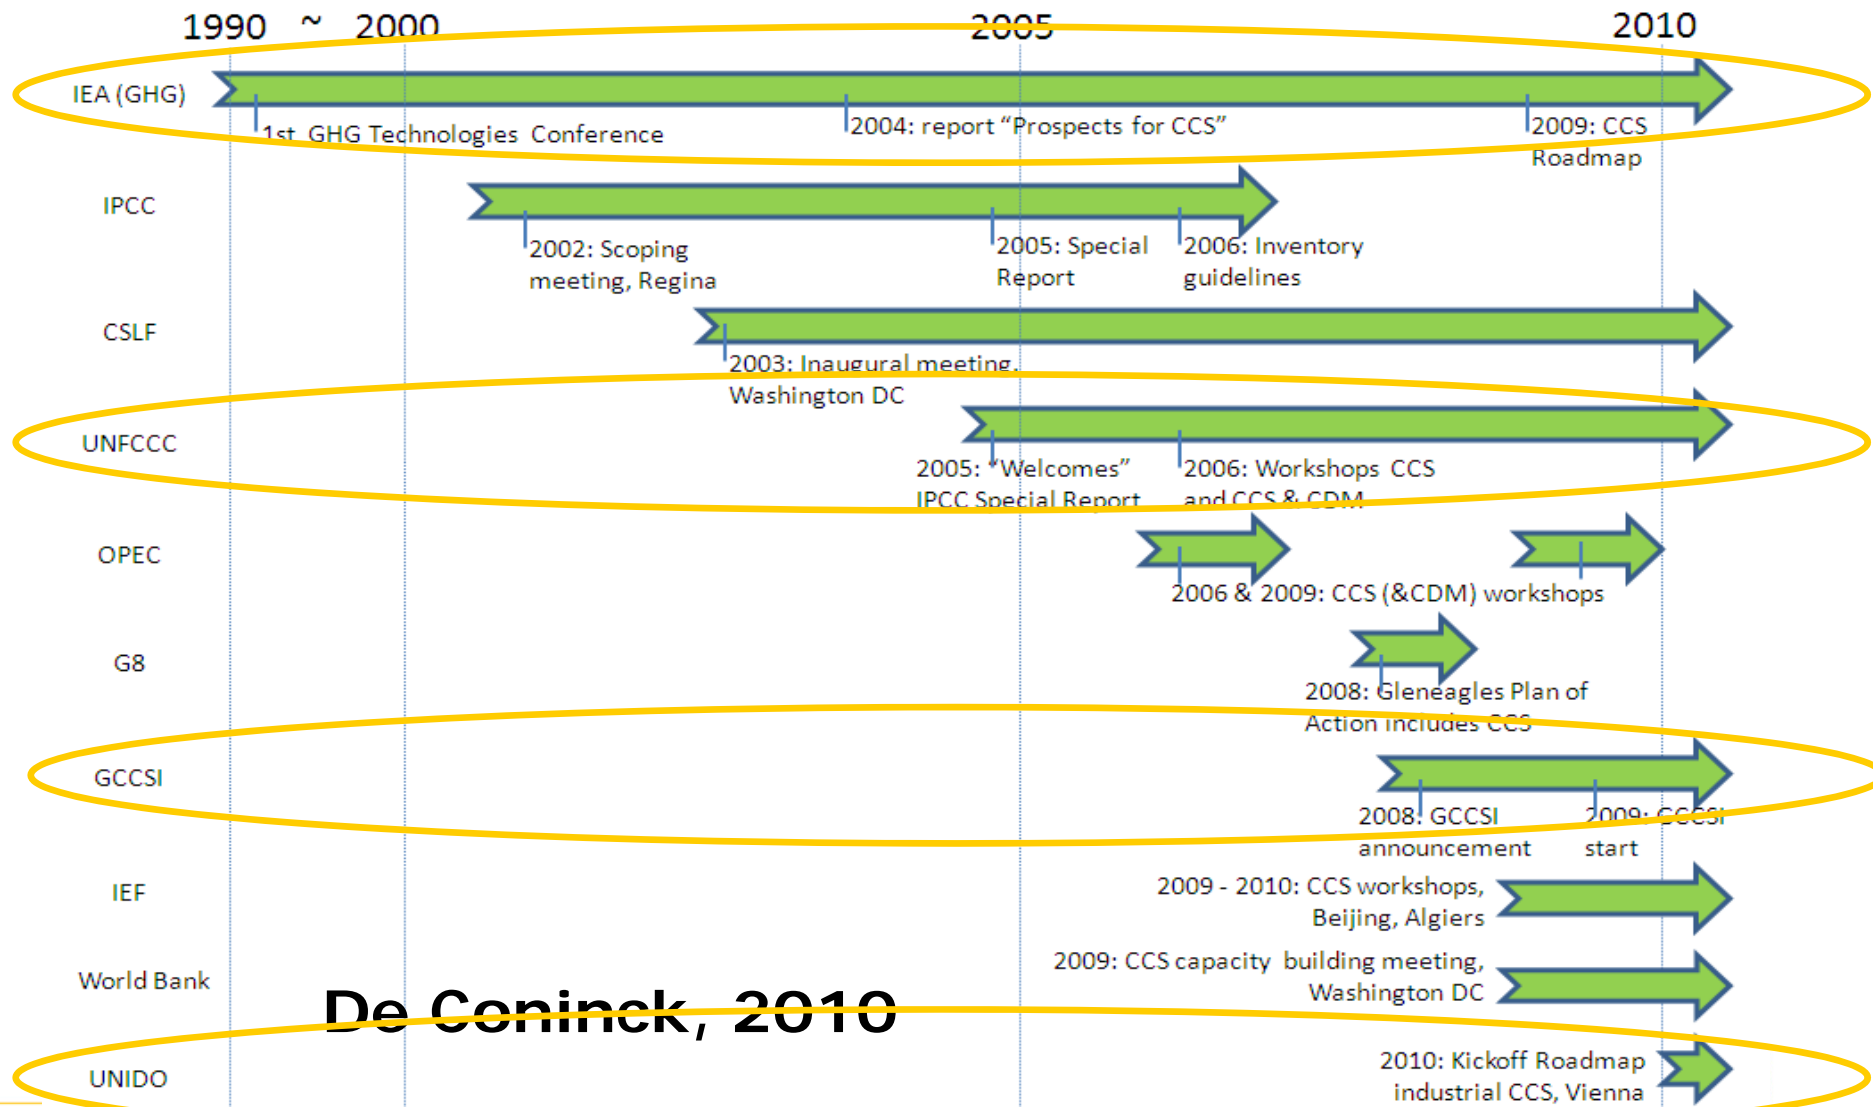 1990 ~ 2000 2005 2010
IEA (GHG)
1st GHG Technologies Conference
2004: report “Prospects for CCS”
2009: CCS
Roadmap
IPCC
2002: Scoping
meeting, Regina
2005: Special
Report
2006: Inventory
guidelines
CSLF
2003: Inaugural meeting,
Washington DC
UNFCCC
2005: “Welcomes”
IPCC Special Report
2006: Workshops CCS
and CCS & CDM
OPEC
2006 & 2009: CCS (&CDM) workshops
G8
2008: Gleneagles Plan of
Action includes CCS
GCCSI
2008: GCCSI
announcement
2009: GCCSI
start
IEF
2009 - 2010: CCS workshops,
Beijing, Algiers
World Bank
2009: CCS capacity building meeting,
Washington DC
De Coninck, 2010
UNIDO
2010: Kickoff Roadmap
industrial CCS, Vienna